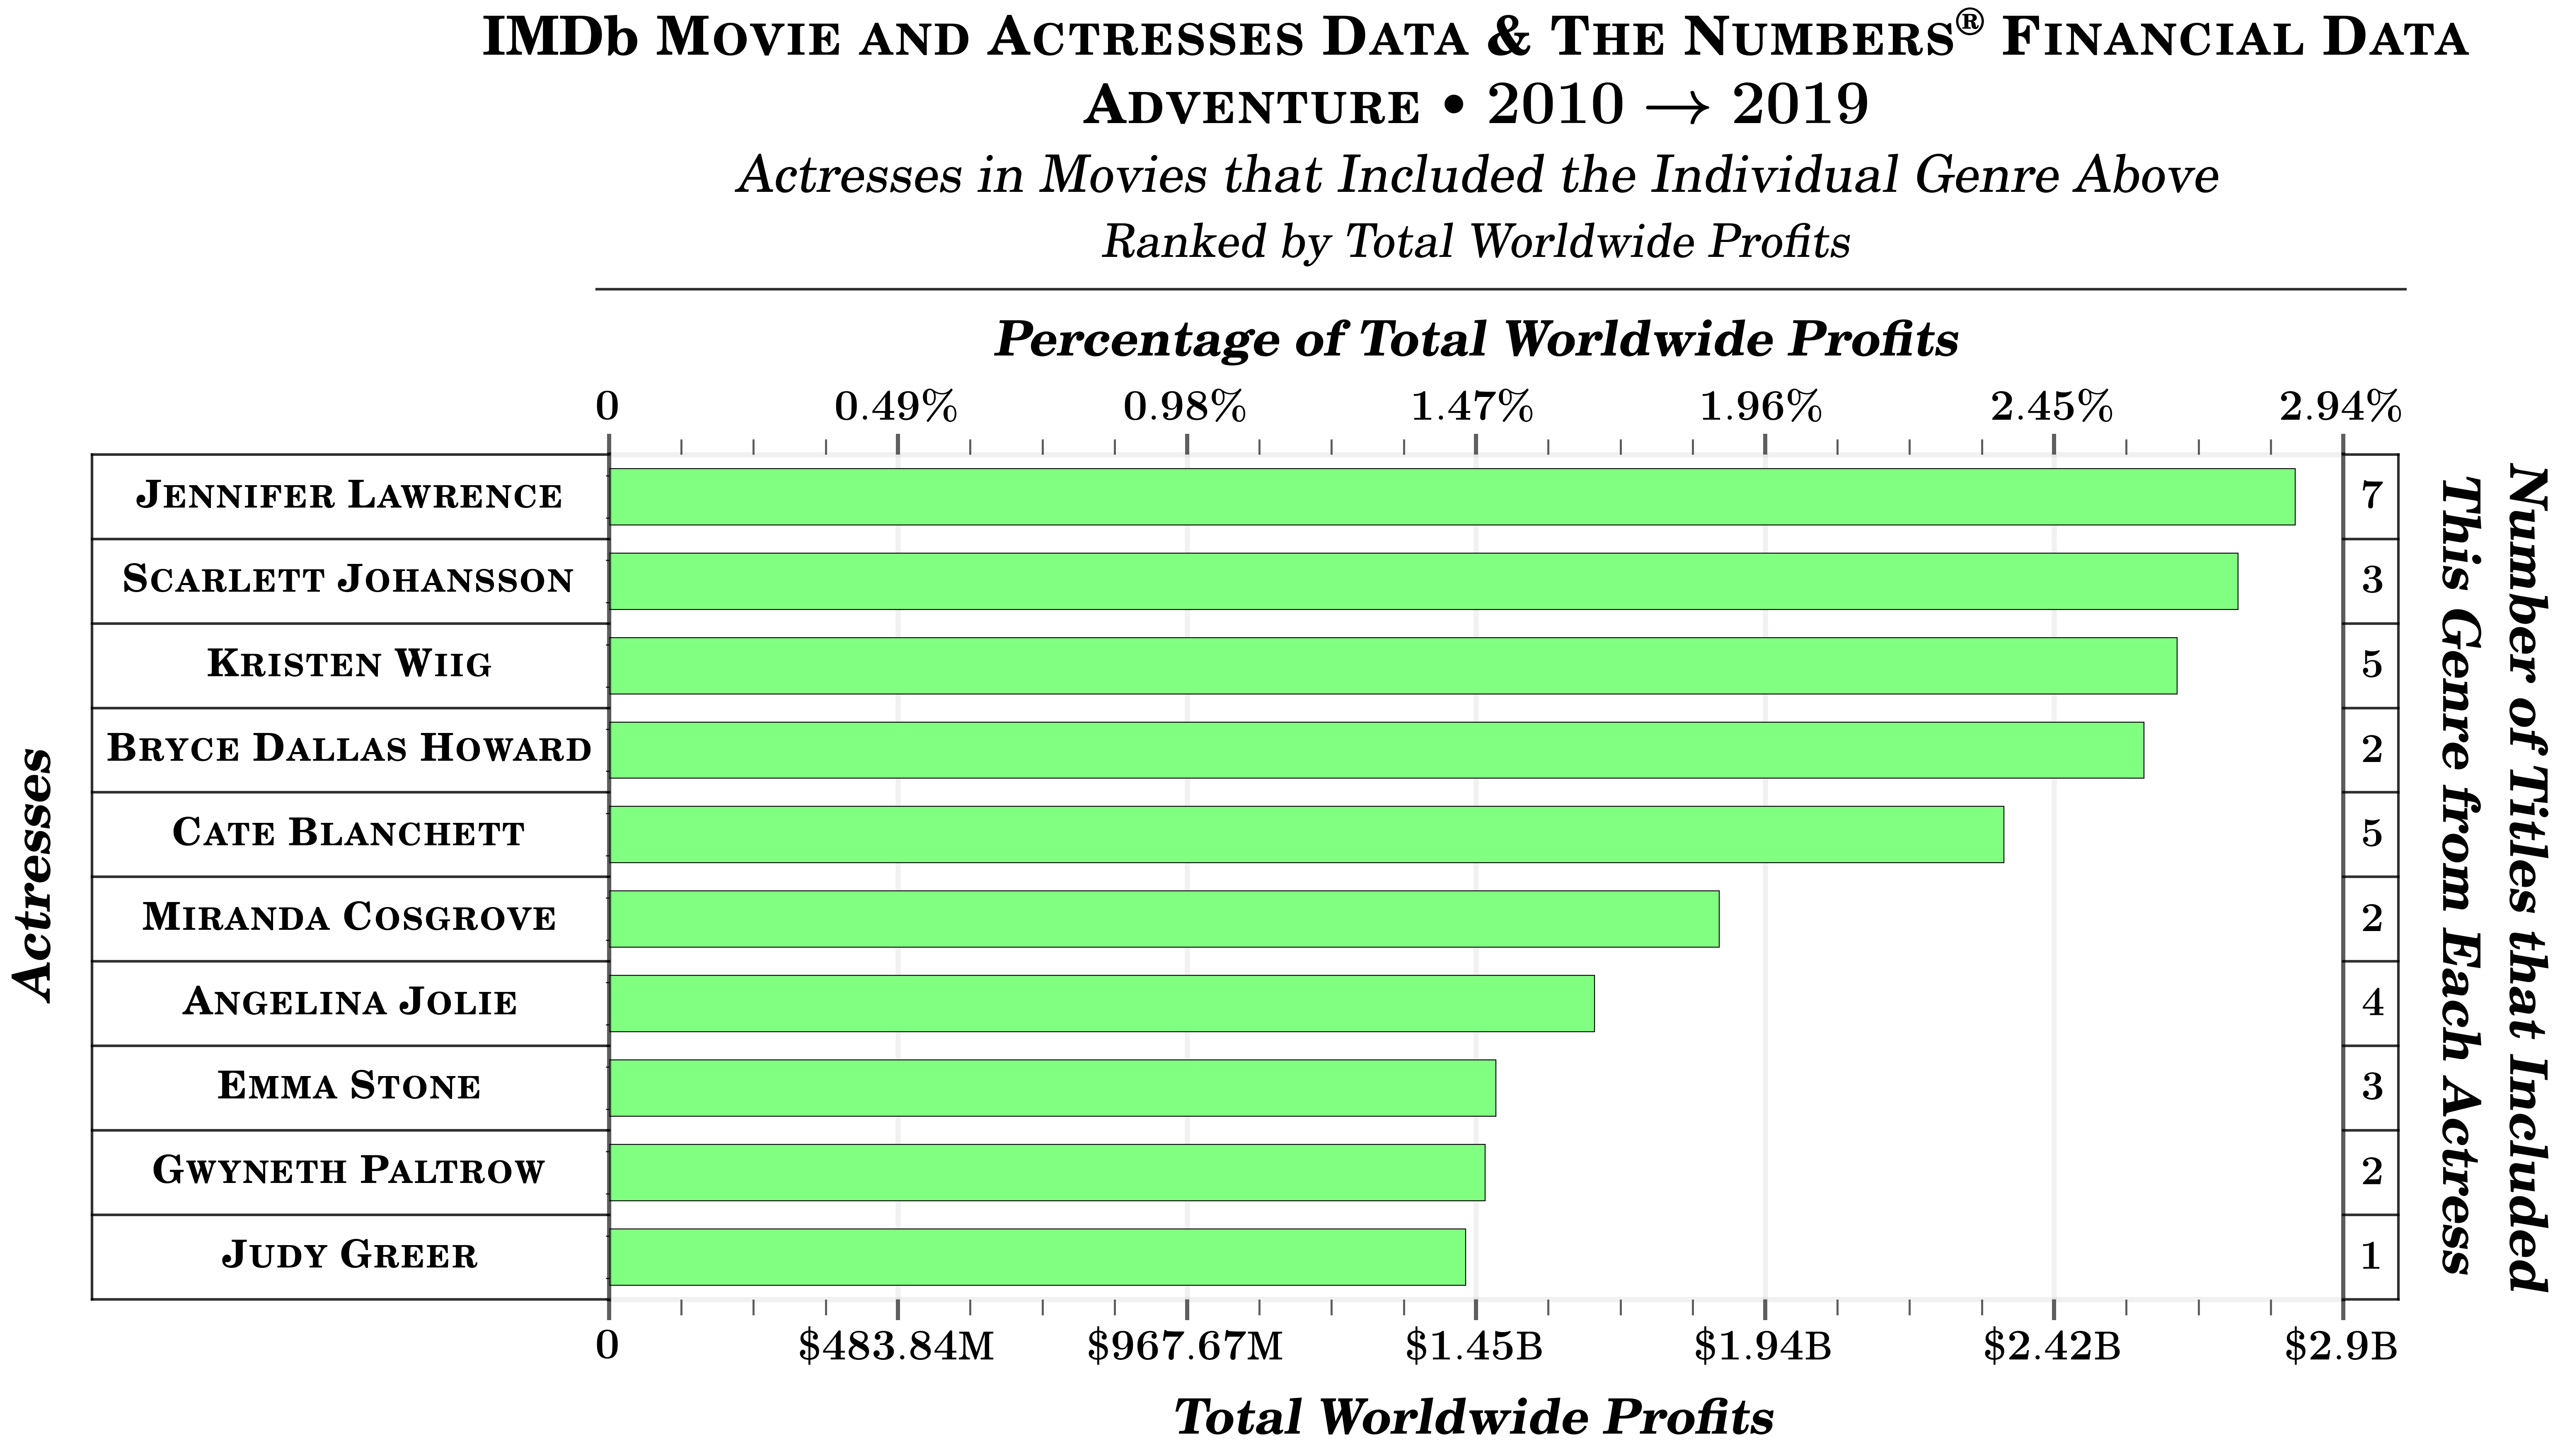 IMDb Movie and Actresses Data & The Numbers® Financial Data
Adventure • 2010 → 2019
Actresses in Movies that Included the Individual Genre Above
Ranked by Total Worldwide Profits
Percentage of Total Worldwide Profits
0 0.49% 0.98% 1.47% 1.96% 2.45% 2.94%
Actresses
Jennifer Lawrence 7
Scarlett Johansson 3
Kristen Wiig 5
Bryce Dallas Howard 2
Cate Blanchett 5
Miranda Cosgrove 2
Angelina Jolie 4
Emma Stone 3
Gwyneth Paltrow 2
Judy Greer 1
Number of Titles that Included
This Genre from Each Actress
0 $483.84M $967.67M $1.45B $1.94B $2.42B $2.9B
Total Worldwide Profits